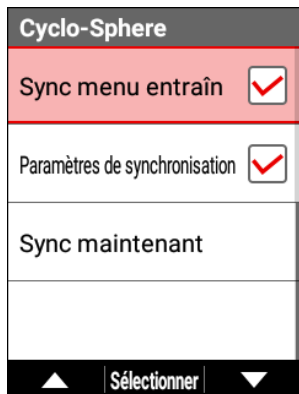 Cyclo-Sphere
Sync menu entraîn
Paramètres de synchronisation
Sync maintenant
Sélectionner